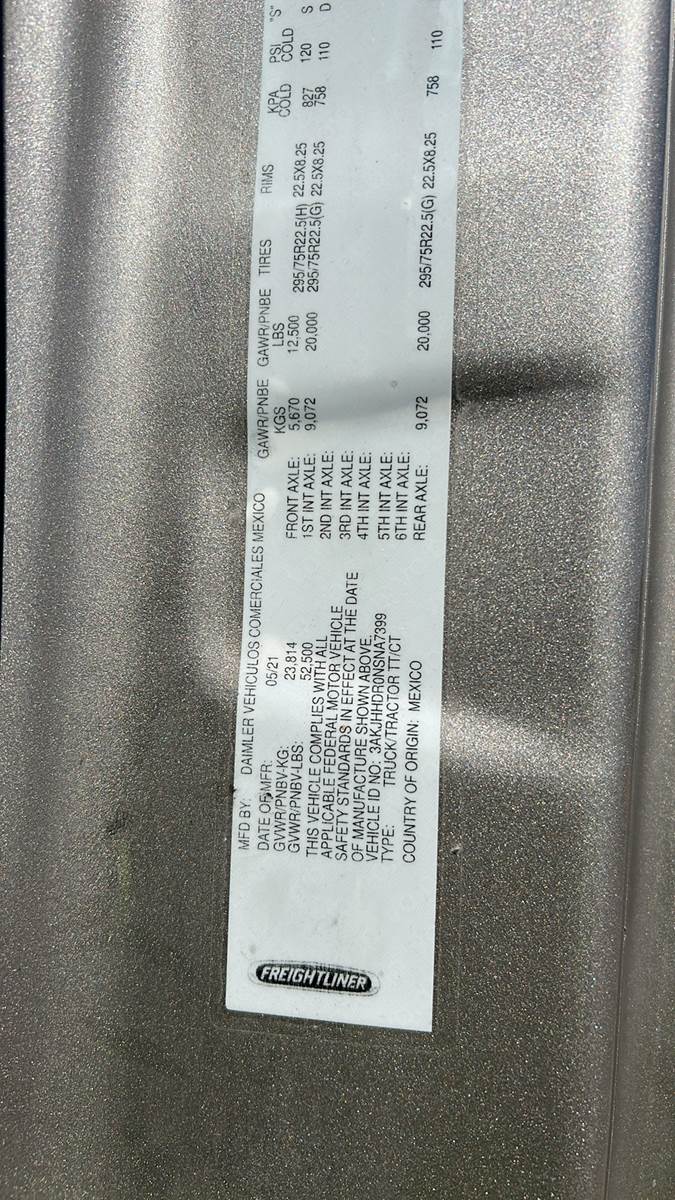 FREIGHTLINER
MFD BY: DAIMLER VEHICULOS COMERCIALES MEXICO
DATE OF MFR: 05/21
GVWR/PNBV-KG: 23,814
GVWR/PNBV-LBS: 52,500
THIS VEHICLE COMPLIES WITH ALL
APPLICABLE FEDERAL MOTOR VEHICLE
SAFETY STANDARDS IN EFFECT AT THE DATE
OF MANUFACTURE SHOWN ABOVE.
VEHICLE ID NO: 3AKJHHDR0NSNA7399
TYPE: TRUCK/TRACTOR TT/CT
COUNTRY OF ORIGIN: MEXICO
GAWR/PNBE GAWR/PNBE TIRES RIMS KPA PSI "S"
KGS LBS COLD COLD
FRONT AXLE: 5,670 12,500 295/75R22.5(H) 22.5X8.25 827 120 S
1ST INT AXLE: 9,072 20,000 295/75R22.5(G) 22.5X8.25 758 110 D
2ND INT AXLE:
3RD INT AXLE:
4TH INT AXLE:
5TH INT AXLE:
6TH INT AXLE:
REAR AXLE: 9,072 20,000 295/75R22.5(G) 22.5X8.25 758 110